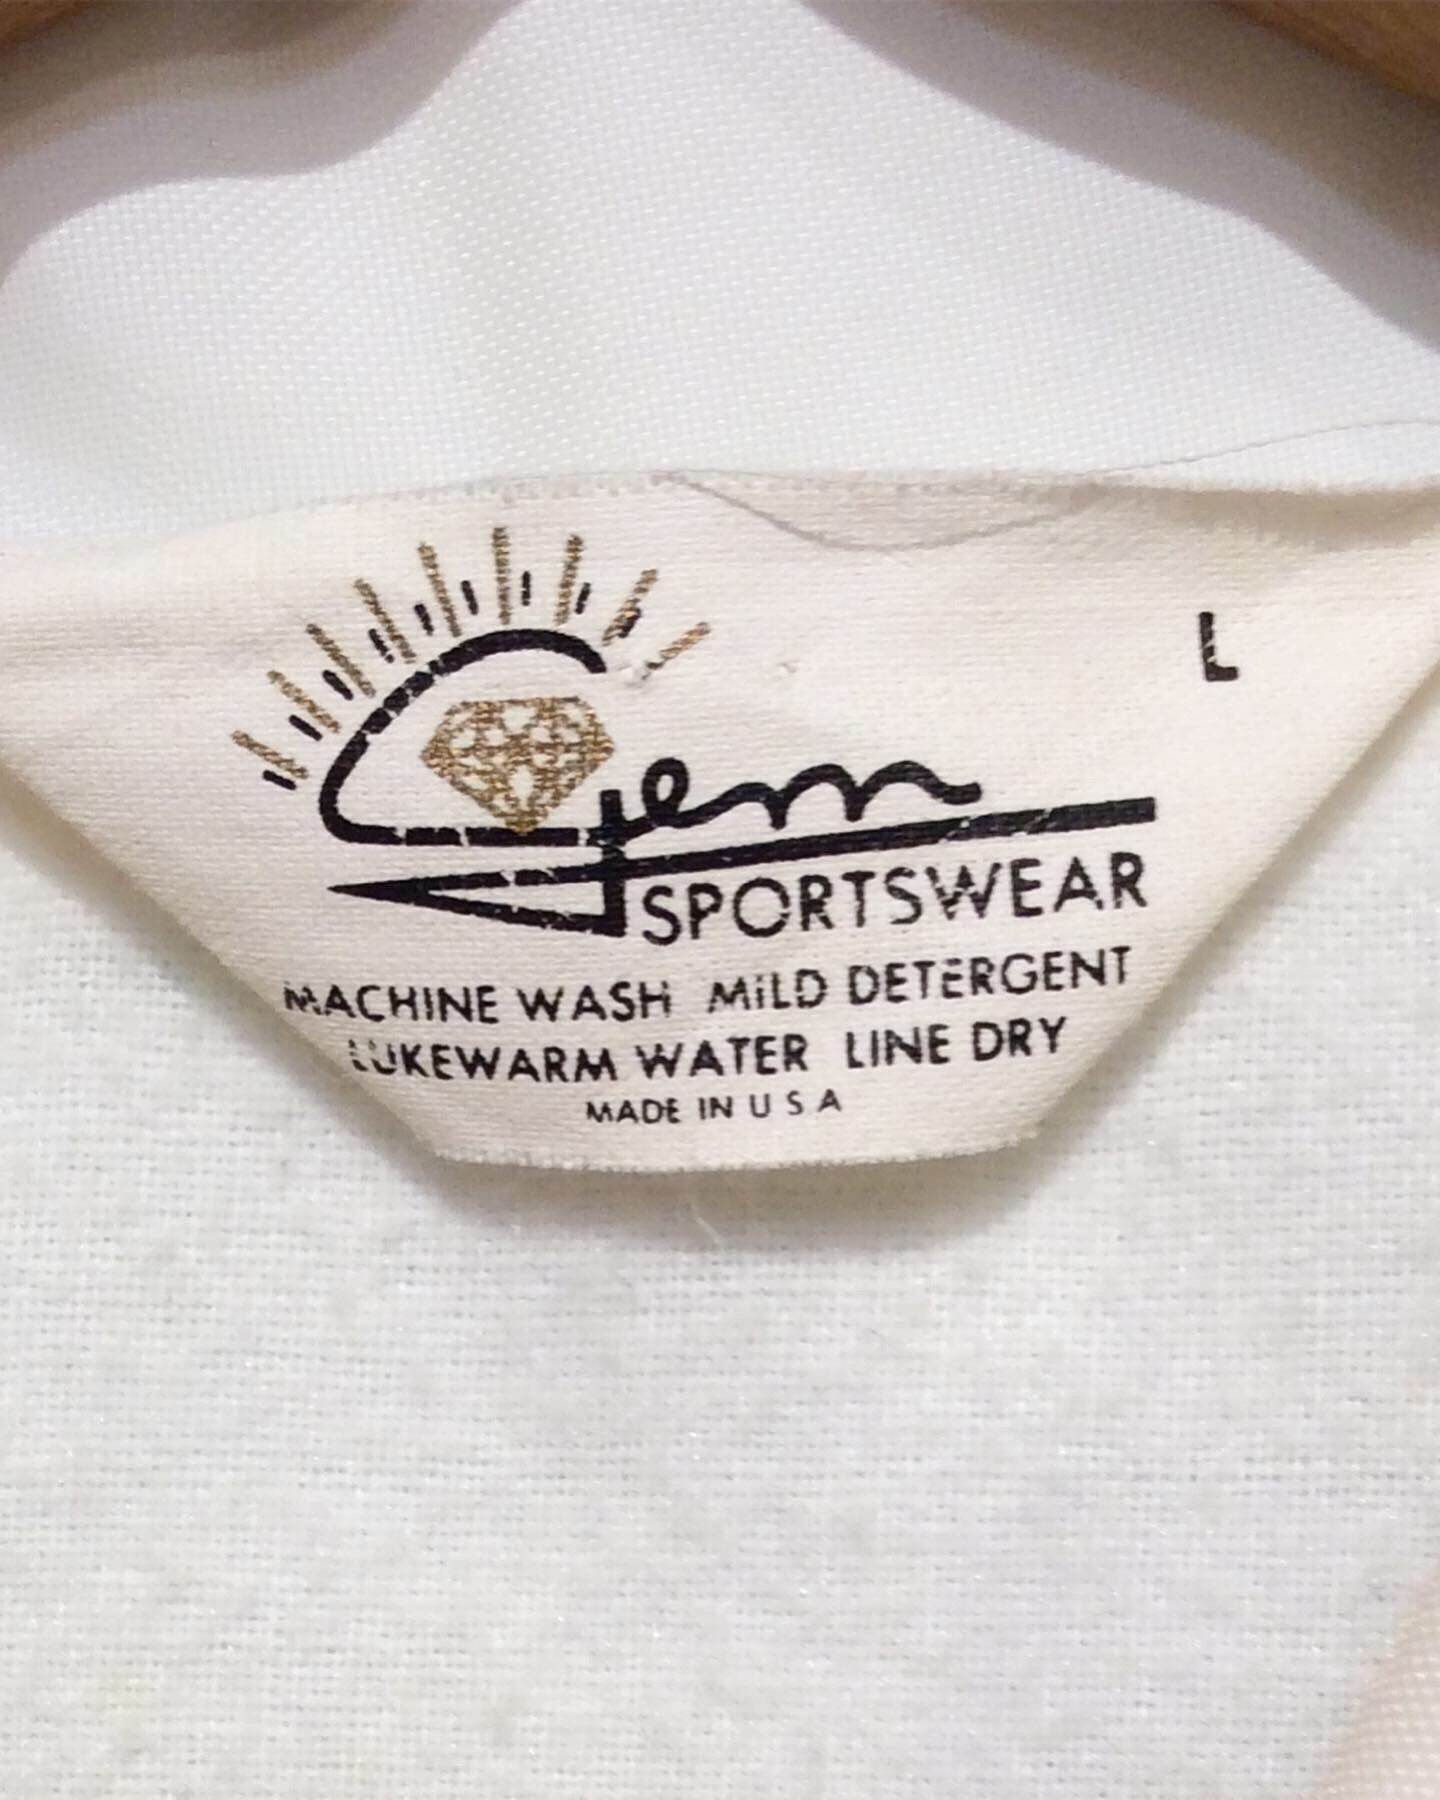 L
Gem
SPORTSWEAR
MACHINE WASH MILD DETERGENT
LUKEWARM WATER LINE DRY
MADE IN U S A